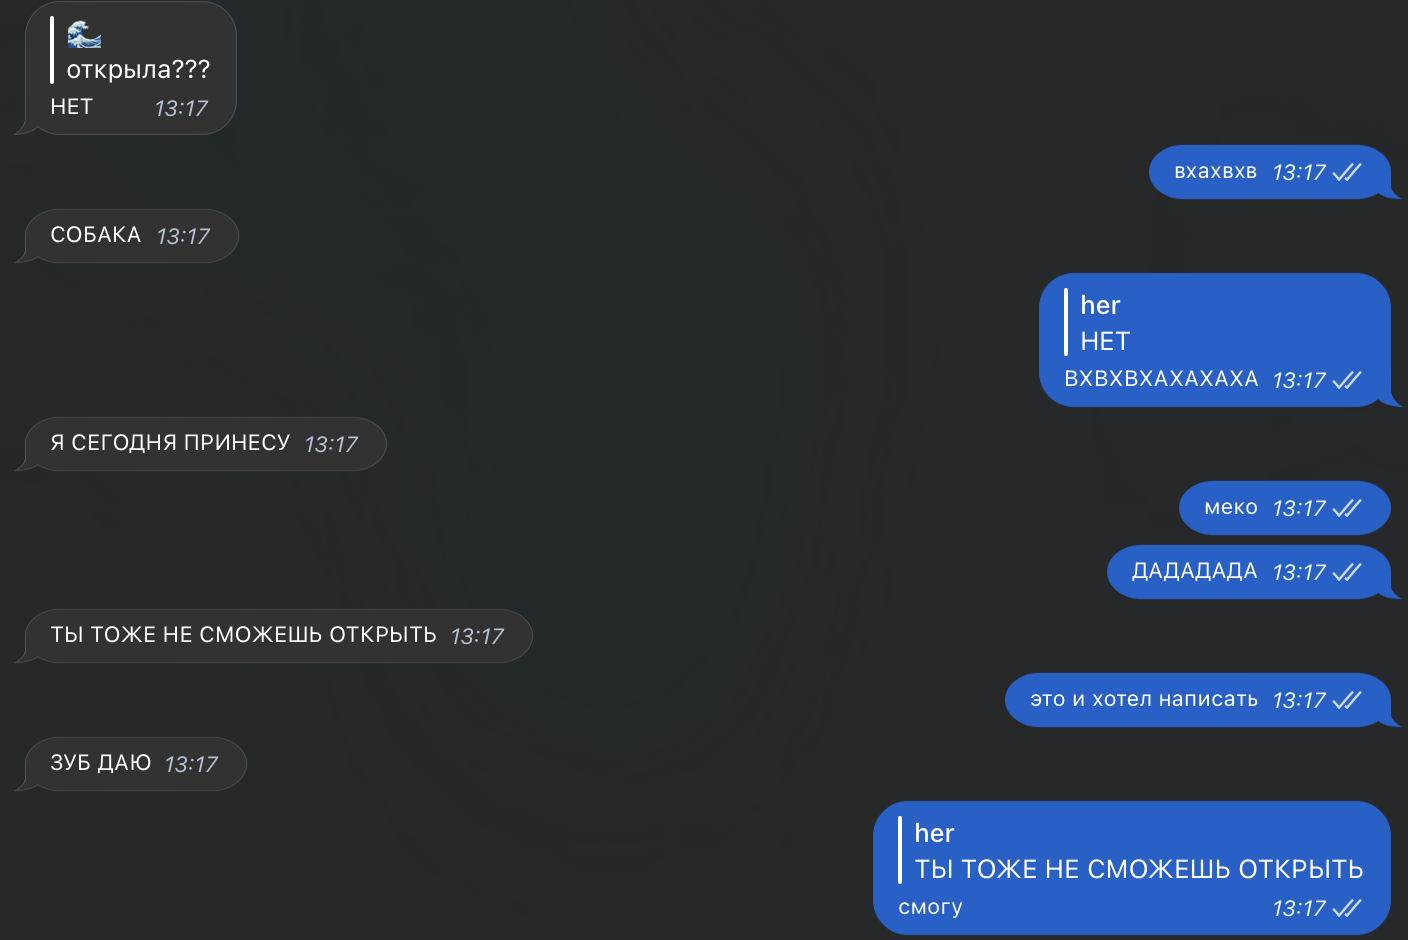 🌊
открыла???
НЕТ 13:17
вхахвхв 13:17
СОБАКА 13:17
her
НЕТ
ВХВХВХАХАХАХА 13:17
Я СЕГОДНЯ ПРИНЕСУ 13:17
меко 13:17
ДАДАДАДА 13:17
ТЫ ТОЖЕ НЕ СМОЖЕШЬ ОТКРЫТЬ 13:17
это и хотел написать 13:17
ЗУБ ДАЮ 13:17
her
ТЫ ТОЖЕ НЕ СМОЖЕШЬ ОТКРЫТЬ
смогу 13:17